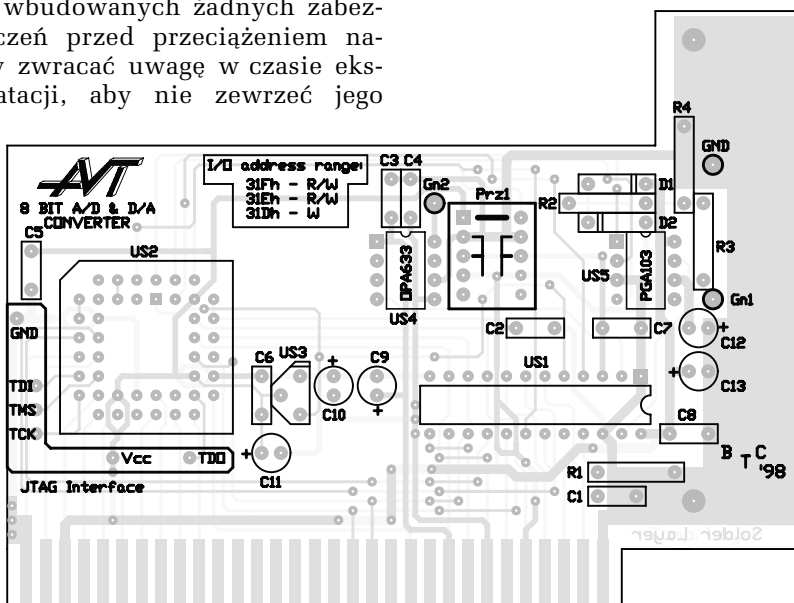 wbudowanych żadnych zabez-
czeń przed przeciążeniem na-
y zwracać uwagę w czasie eks-
atacji, aby nie zewrzeć jego
AVT
8 BIT A/D & D/A
CONVERTER
I/O address range:
31Fh - R/W
31Eh - R/W
31Dh - W
C3 C4
Gn2
Prz1
R4
GND
D1
R2
D2
R3
C5
US2
OPA633
US4
US5
PGA103
Gn1
GND
C2
C7
C12
C6
US3
C9
US1
TDI
C13
TMS
C10
C8
TCK
Vcc
TDO
C11
B T C
'98
R1
JTAG Interface
C1
Solder Layer